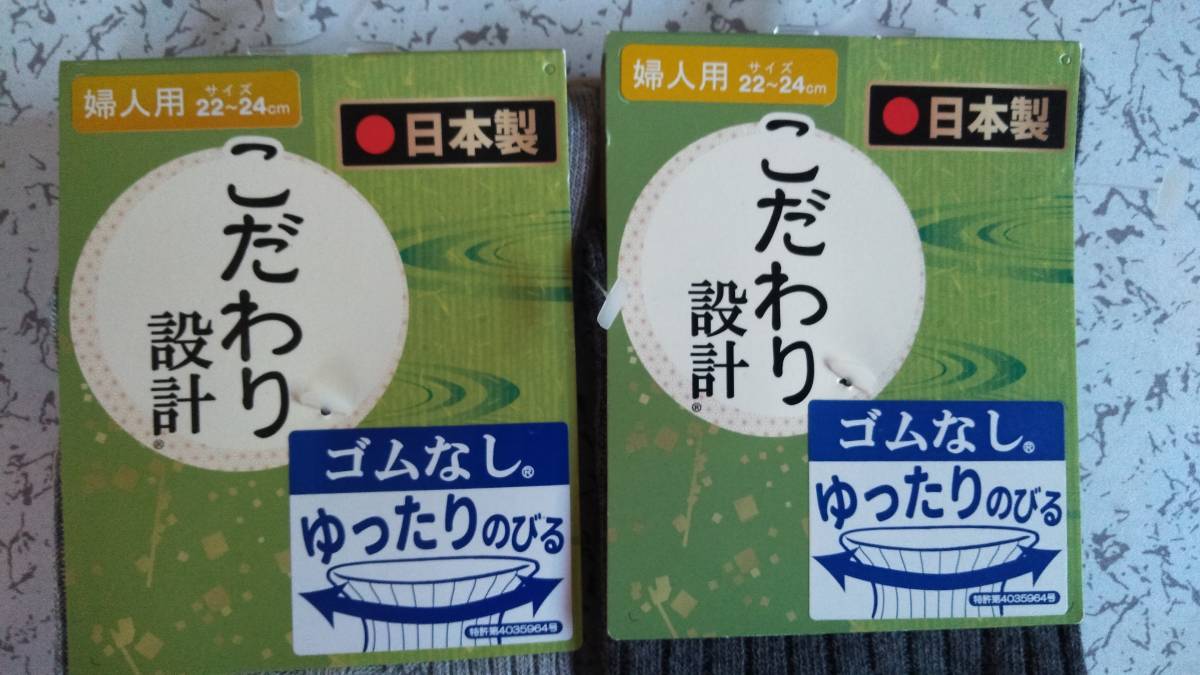 婦人用 サイズ 22~24cm
日本製
こだわり
設計®
ゴムなし®
ゆったりのびる
特許第4035964号
婦人用 サイズ 22~24cm
日本製
こだわり
設計®
ゴムなし®
ゆったりのびる
特許第4035964号